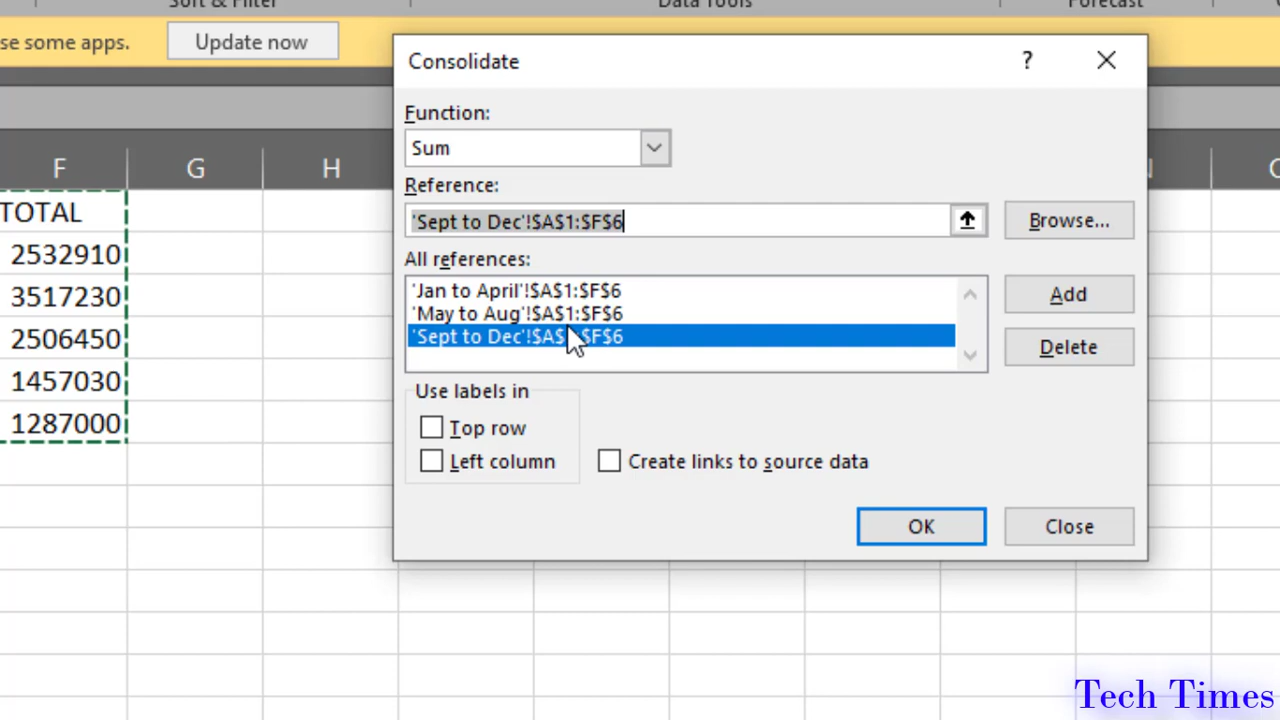 Sort & Filter
Data Tools
Forecast
se some apps.
Update now
Consolidate
?
Function:
Sum
F
G
H
Reference:
TOTAL
'Sept to Dec'!$A$1:$F$6
Browse...
2532910
All references:
3517230
'Jan to April'!$A$1:$F$6
Add
'May to Aug'!$A$1:$F$6
2506450
'Sept to Dec'!$A$1:$F$6
Delete
1457030
Use labels in
1287000
Top row
Left column
Create links to source data
OK
Close
Tech Times